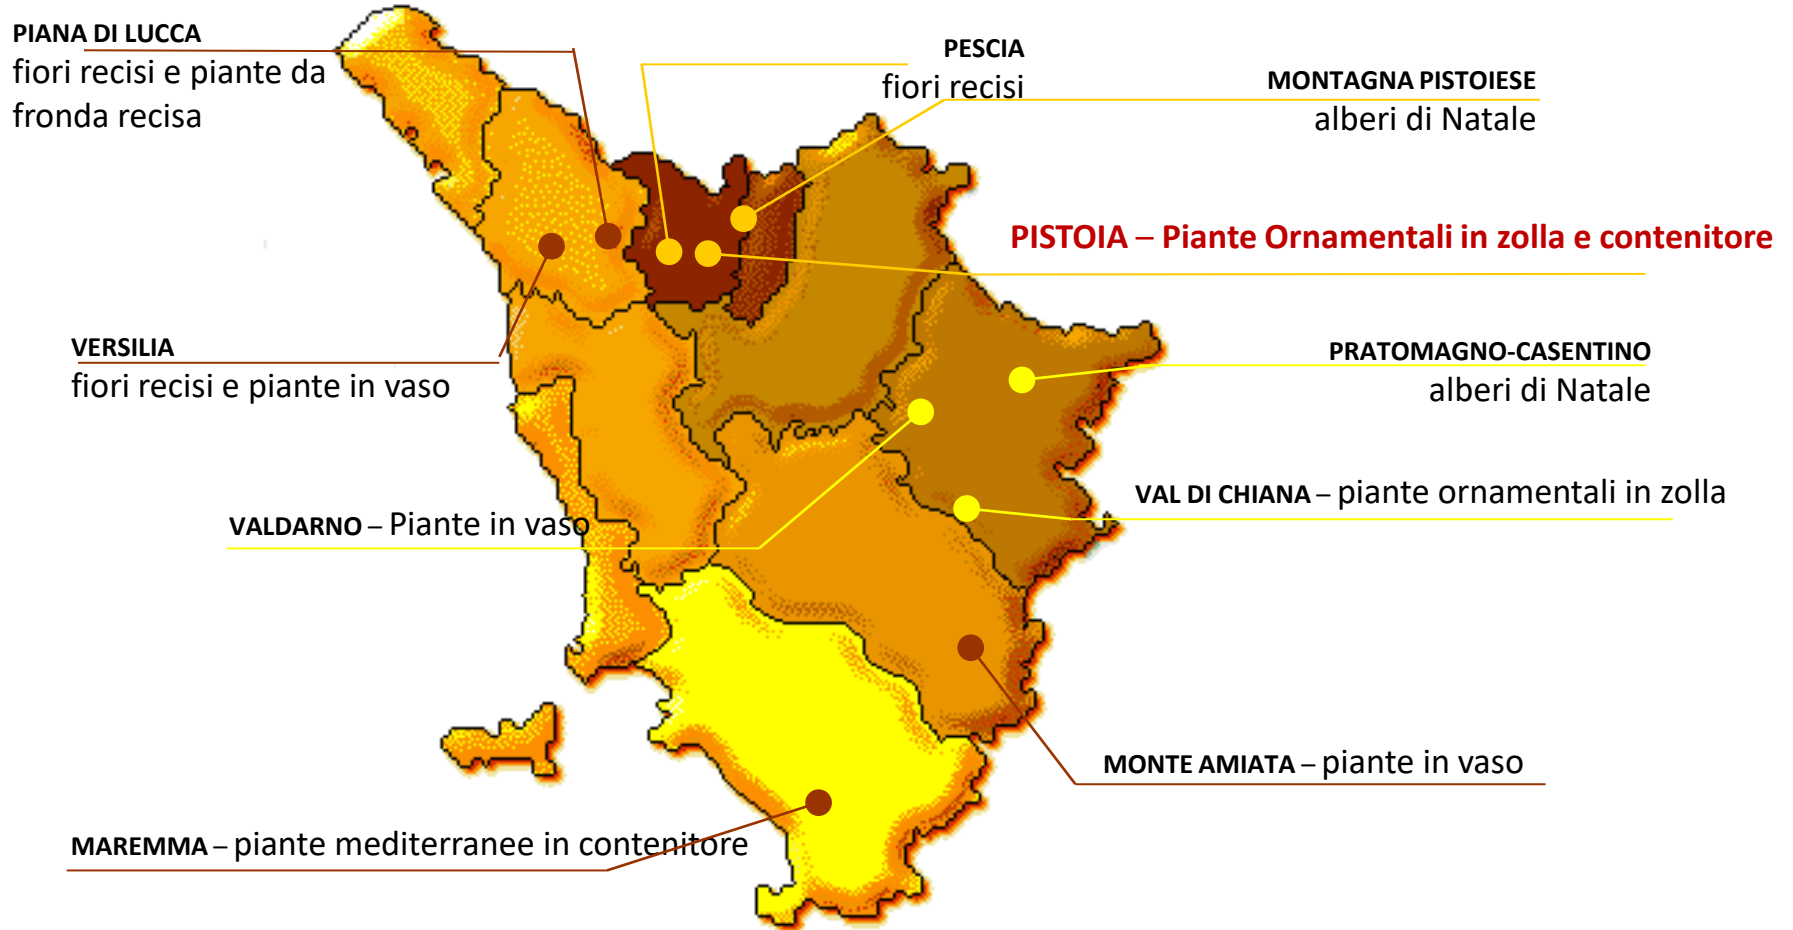 PIANA DI LUCCA
fiori recisi e piante da
fronda recisa
PESCIA
fiori recisi
MONTAGNA PISTOIESE
alberi di Natale
PISTOIA – Piante Ornamentali in zolla e contenitore
VERSILIA
fiori recisi e piante in vaso
PRATOMAGNO-CASENTINO
alberi di Natale
VAL DI CHIANA – piante ornamentali in zolla
VALDARNO – Piante in vaso
MONTE AMIATA – piante in vaso
MAREMMA – piante mediterranee in contenitore